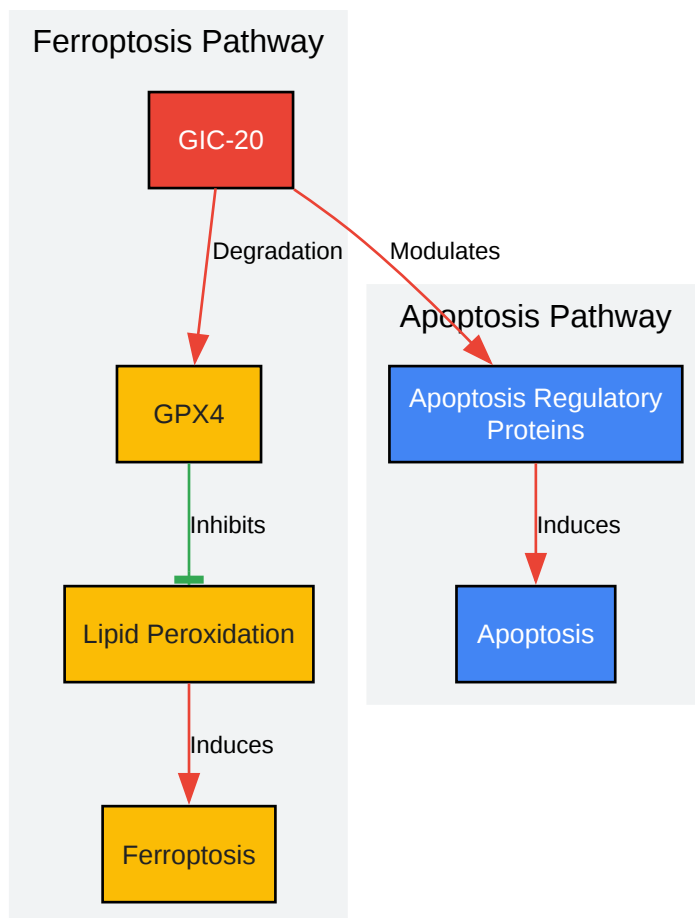 Ferroptosis Pathway
GIC-20
Degradation
Modulates
Apoptosis Pathway
GPX4
Apoptosis Regulatory
Proteins
Inhibits
Induces
Lipid Peroxidation
Apoptosis
Induces
Ferroptosis